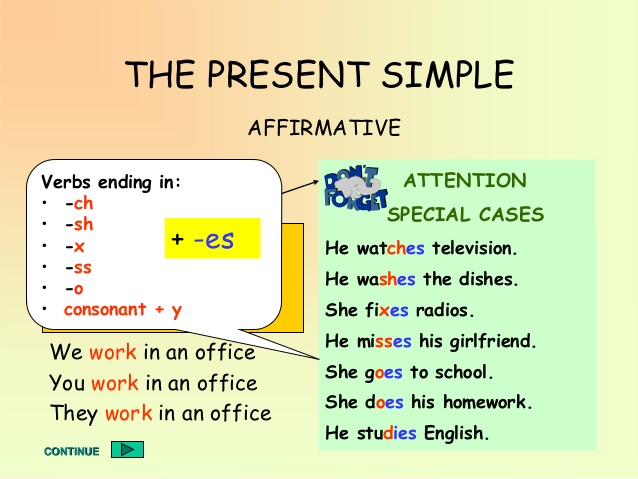 THE PRESENT SIMPLE
AFFIRMATIVE
Verbs ending in:
• -ch
• -sh
• -x
• -ss
• -o
• consonant + y
+ -es
We work in an office
You work in an office
They work in an office
CONTINUE
DON'T
FORGET
ATTENTION
SPECIAL CASES
He watches television.
He washes the dishes.
She fixes radios.
He misses his girlfriend.
She goes to school.
She does his homework.
He studies English.